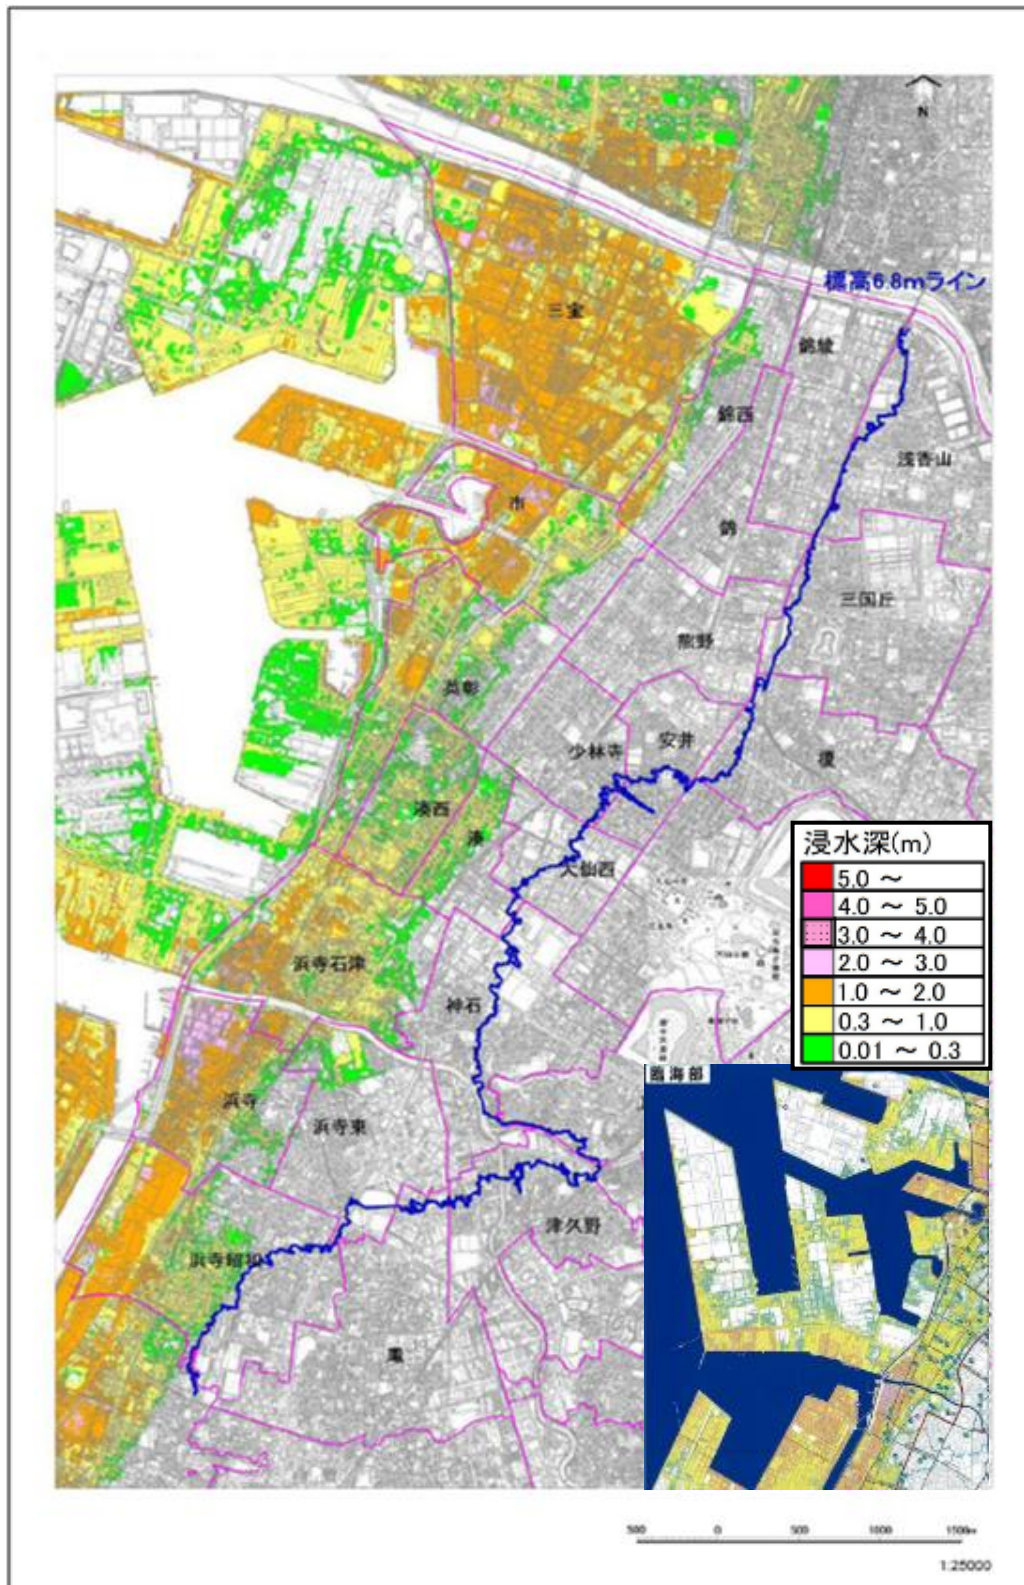 N
標高6.8mライン
三宝
錦綾
錦西
浅香山
市
錦
三国丘
熊野
英彰
少林寺
安井
榎
湊西
湊
大仙西
浜寺石津
神石
浜寺
浜寺東
津久野
浜寺昭和
鳳
浸水深(m)
5.0 ～
4.0 ～ 5.0
3.0 ～ 4.0
2.0 ～ 3.0
1.0 ～ 2.0
0.3 ～ 1.0
0.01 ～ 0.3
臨海部
500 0 500 1000 1500m
1:25000